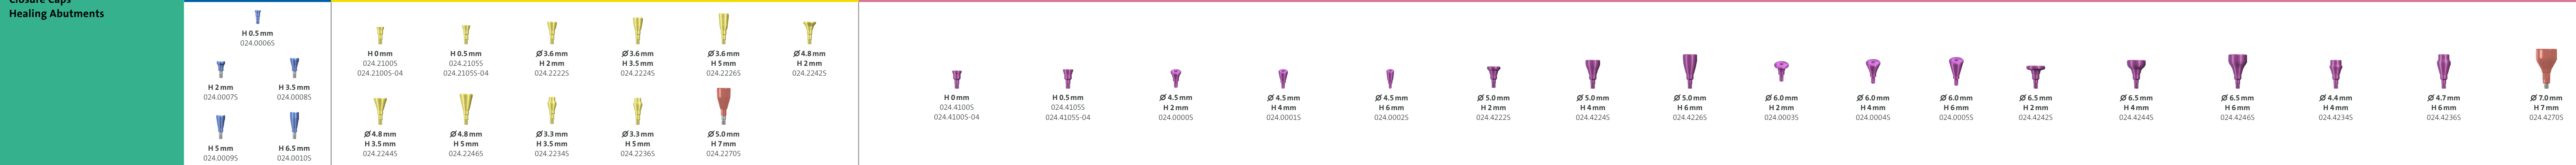 Closure Caps
Healing Abutments
H 0.5 mm
024.0006S
H 2 mm
024.0007S
H 3.5 mm
024.0008S
H 5 mm
024.0009S
H 6.5 mm
024.0010S
H 0 mm
024.2100S
024.2100S-04
H 0.5 mm
024.2105S
024.2105S-04
Ø 3.6 mm
H 2 mm
024.2222S
Ø 3.6 mm
H 3.5 mm
024.2224S
Ø 3.6 mm
H 5 mm
024.2226S
Ø 4.8 mm
H 2 mm
024.2242S
Ø 4.8 mm
H 3.5 mm
024.2244S
Ø 4.8 mm
H 5 mm
024.2246S
Ø 3.3 mm
H 3.5 mm
024.2234S
Ø 3.3 mm
H 5 mm
024.2236S
Ø 5.0 mm
H 7 mm
024.2270S
H 0 mm
024.4100S
024.4100S-04
H 0.5 mm
024.4105S
024.4105S-04
Ø 4.5 mm
H 2 mm
024.0000S
Ø 4.5 mm
H 4 mm
024.0001S
Ø 4.5 mm
H 6 mm
024.0002S
Ø 5.0 mm
H 2 mm
024.4222S
Ø 5.0 mm
H 4 mm
024.4224S
Ø 5.0 mm
H 6 mm
024.4226S
Ø 6.0 mm
H 2 mm
024.0003S
Ø 6.0 mm
H 4 mm
024.0004S
Ø 6.0 mm
H 6 mm
024.0005S
Ø 6.5 mm
H 2 mm
024.4242S
Ø 6.5 mm
H 4 mm
024.4244S
Ø 6.5 mm
H 6 mm
024.4246S
Ø 4.4 mm
H 4 mm
024.4234S
Ø 4.7 mm
H 6 mm
024.4236S
Ø 7.0 mm
H 7 mm
024.4270S